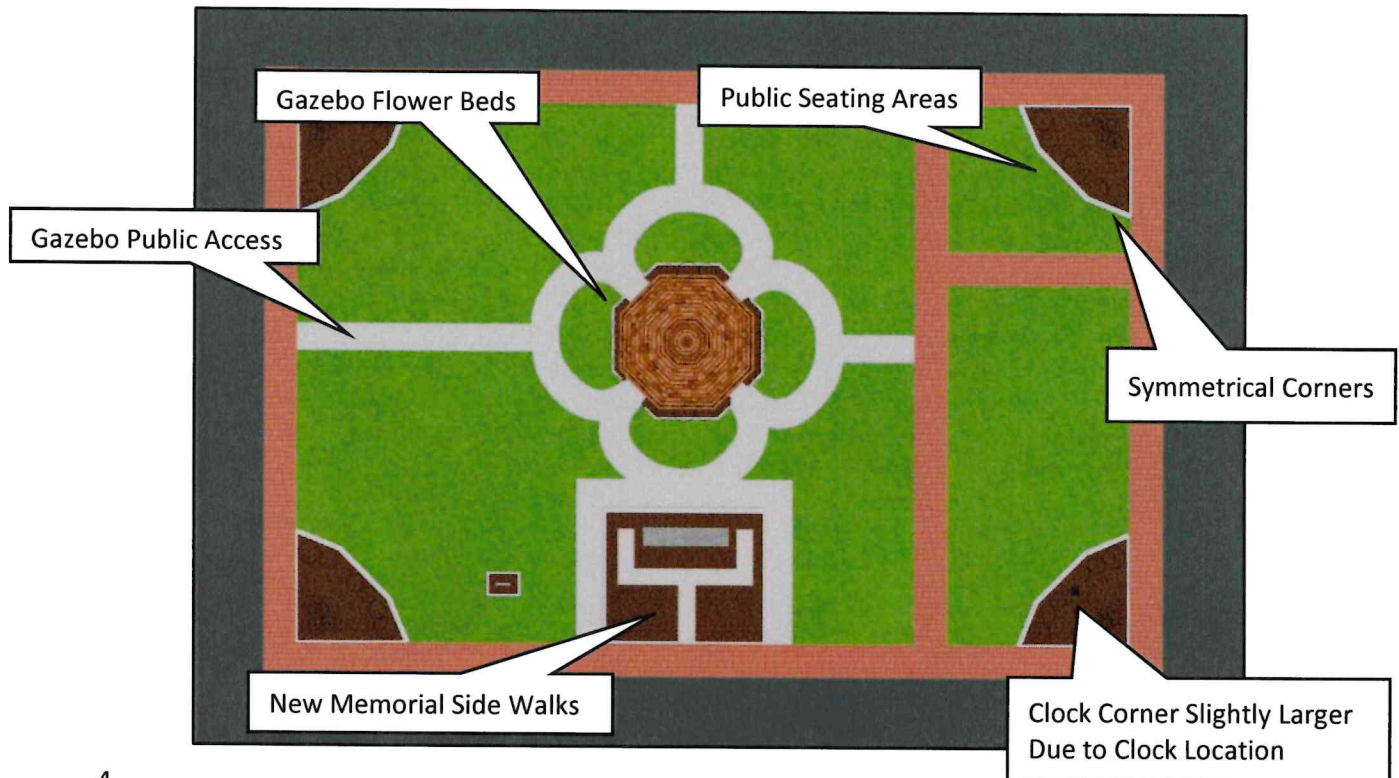 Gazebo Flower Beds
Public Seating Areas
Gazebo Public Access
Symmetrical Corners
New Memorial Side Walks
Clock Corner Slightly Larger
Due to Clock Location